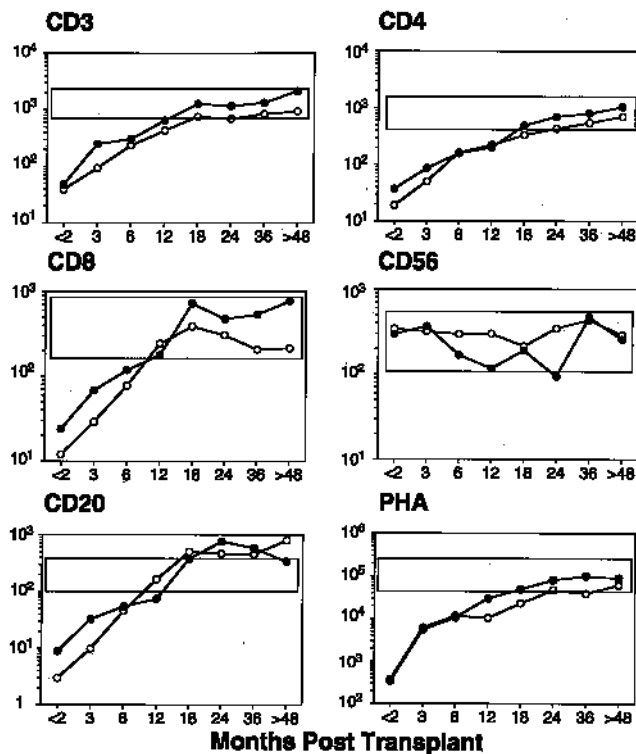 CD3 CD4
10⁴ 10⁴
10³ 10³
10² 10²
10¹ 10¹
<2 3 6 12 18 24 36 >48 <2 3 6 12 18 24 36 >48
CD8 CD56
10³ 10³
10² 10²
10¹ 10¹
<2 3 6 12 18 24 36 >48 <2 3 6 12 18 24 36 >48
CD20 PHA
10³ 10⁶
10² 10⁵
10¹ 10⁴
1 10³
10²
<2 3 6 12 18 24 36 >48 <2 3 6 12 18 24 36 >48
Months Post Transplant